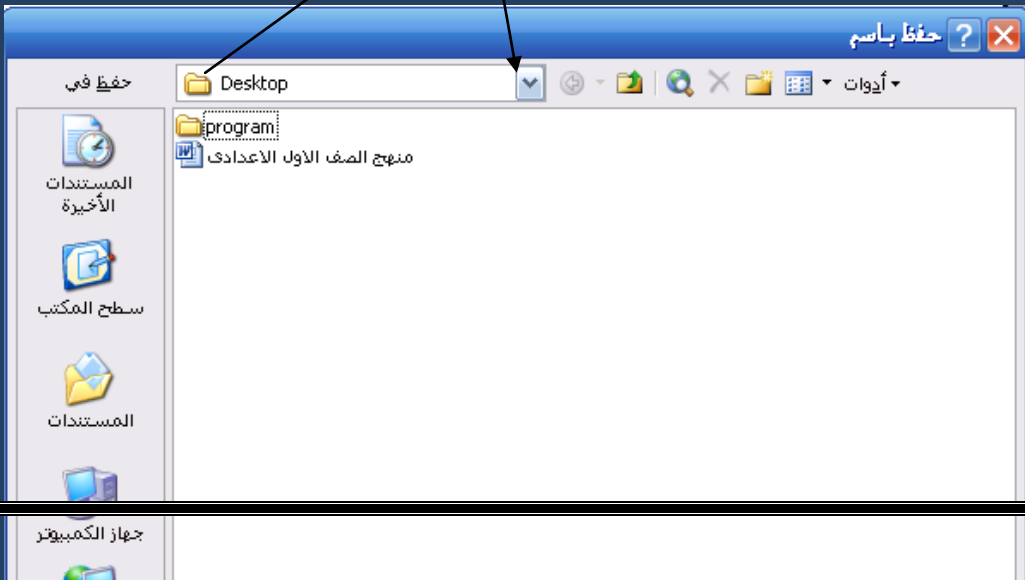 حفظ باسم
حفظ في
Desktop
أدوات
program
منهج الصف الاول الاعدادى
المستندات
الأخيرة
سطح المكتب
المستندات
جهاز الكمبيوتر